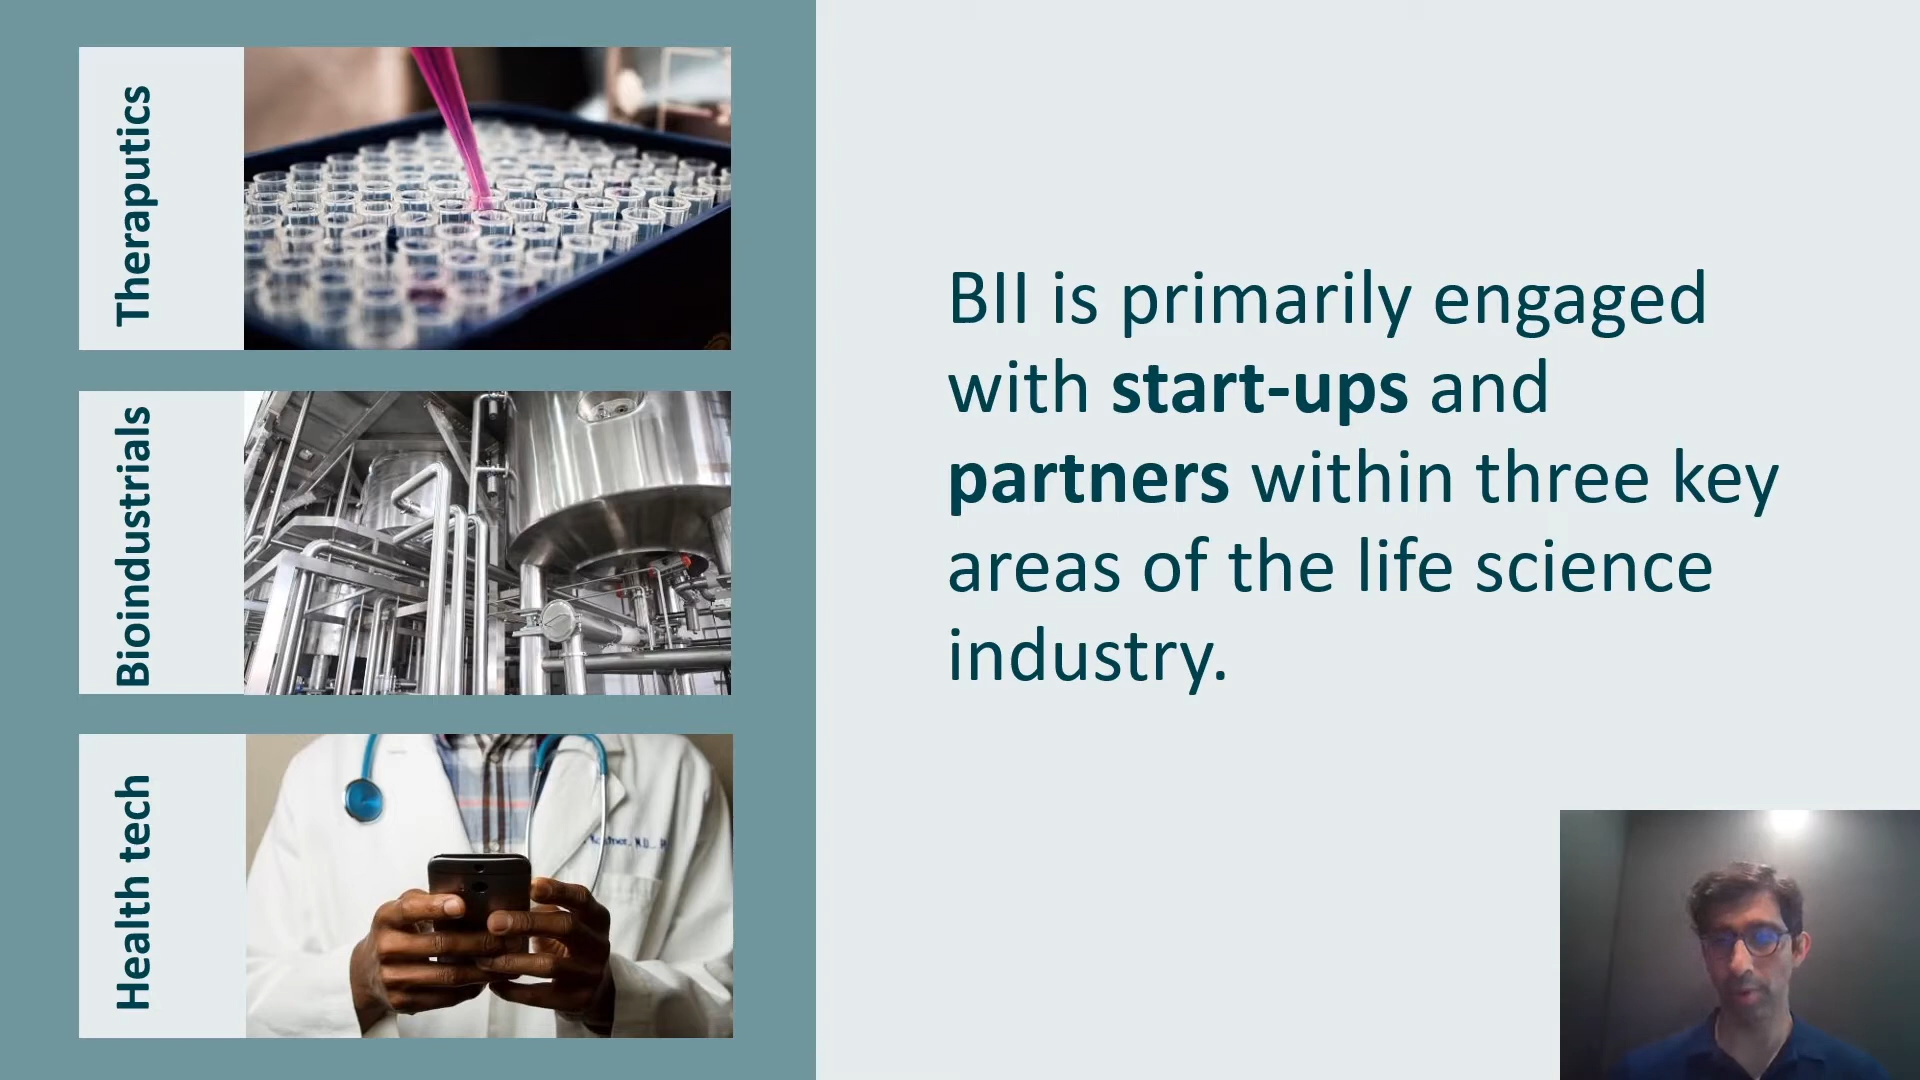 Theraputics
Bioindustrials
Health tech
BII is primarily engaged
with start-ups and
partners within three key
areas of the life science
industry.